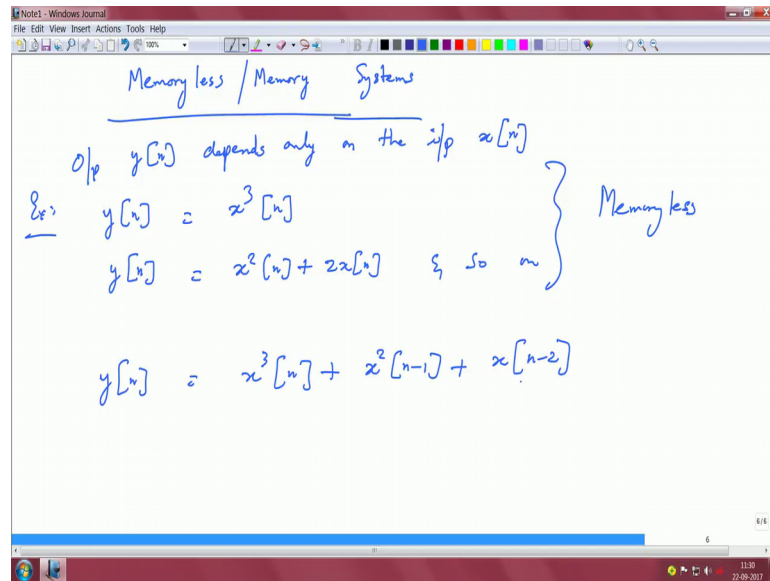 Note1 - Windows Journal
File Edit View Insert Actions Tools Help
100%
B I
Memoryless / Memory Systems
O/p y[n] depends only on the i/p x[n]
Ex: y[n] = x³[n]
y[n] = x²[n] + 2x[n] & so on } Memoryless
y[n] = x³[n] + x²[n-1] + x[n-2]
6/6
6
11:30
22-09-2017